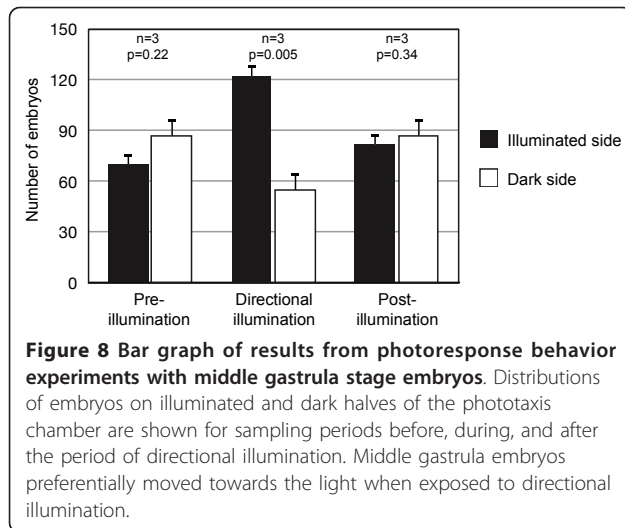 n=3 n=3 n=3
p=0.22 p=0.005 p=0.34
150
120
90
60
30
0
Number of embryos
Illuminated side
Dark side
Pre- Directional Post-
illumination illumination illumination
Figure 8 Bar graph of results from photoresponse behavior
experiments with middle gastrula stage embryos. Distributions
of embryos on illuminated and dark halves of the phototaxis
chamber are shown for sampling periods before, during, and after
the period of directional illumination. Middle gastrula embryos
preferentially moved towards the light when exposed to directional
illumination.